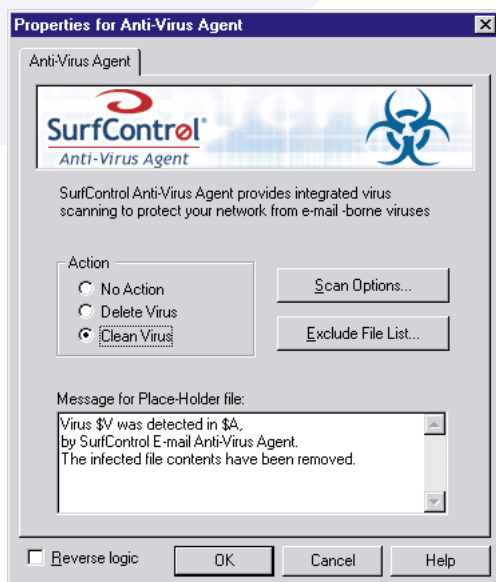 Properties for Anti-Virus Agent
Anti-Virus Agent
SurfControl®
Anti-Virus Agent
SurfControl Anti-Virus Agent provides integrated virus
scanning to protect your network from e-mail -borne viruses
Action
No Action
Delete Virus
Clean Virus
Scan Options...
Exclude File List...
Message for Place-Holder file:
Virus $V was detected in $A,
by SurfControl E-mail Anti-Virus Agent.
The infected file contents have been removed.
Reverse logic
OK
Cancel
Help